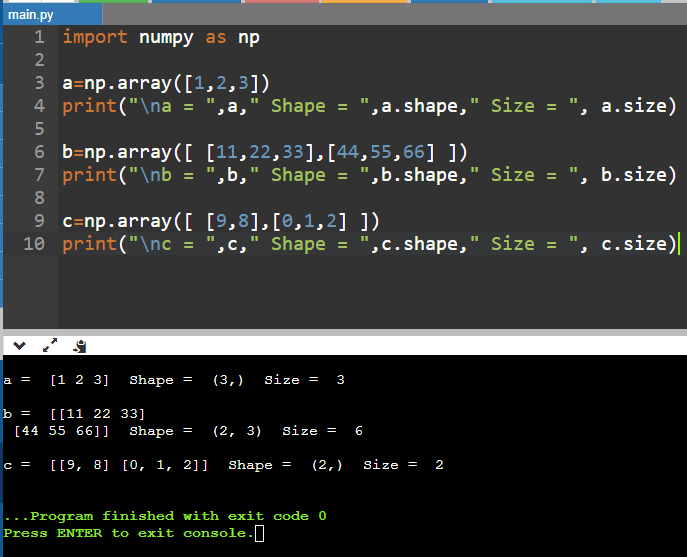 main.py
1 import numpy as np
2
3 a=np.array([1,2,3])
4 print("\na = ",a," Shape = ",a.shape," Size = ", a.size)
5
6 b=np.array([ [11,22,33],[44,55,66] ])
7 print("\nb = ",b," Shape = ",b.shape," Size = ", b.size)
8
9 c=np.array([ [9,8],[0,1,2] ])
10 print("\nc = ",c," Shape = ",c.shape," Size = ", c.size)
a =  [1 2 3]  Shape =  (3,)  Size =  3
b =  [[11 22 33]
 [44 55 66]]  Shape =  (2, 3)  Size =  6
c =  [[9, 8] [0, 1, 2]]  Shape =  (2,)  Size =  2
...Program finished with exit code 0
Press ENTER to exit console.